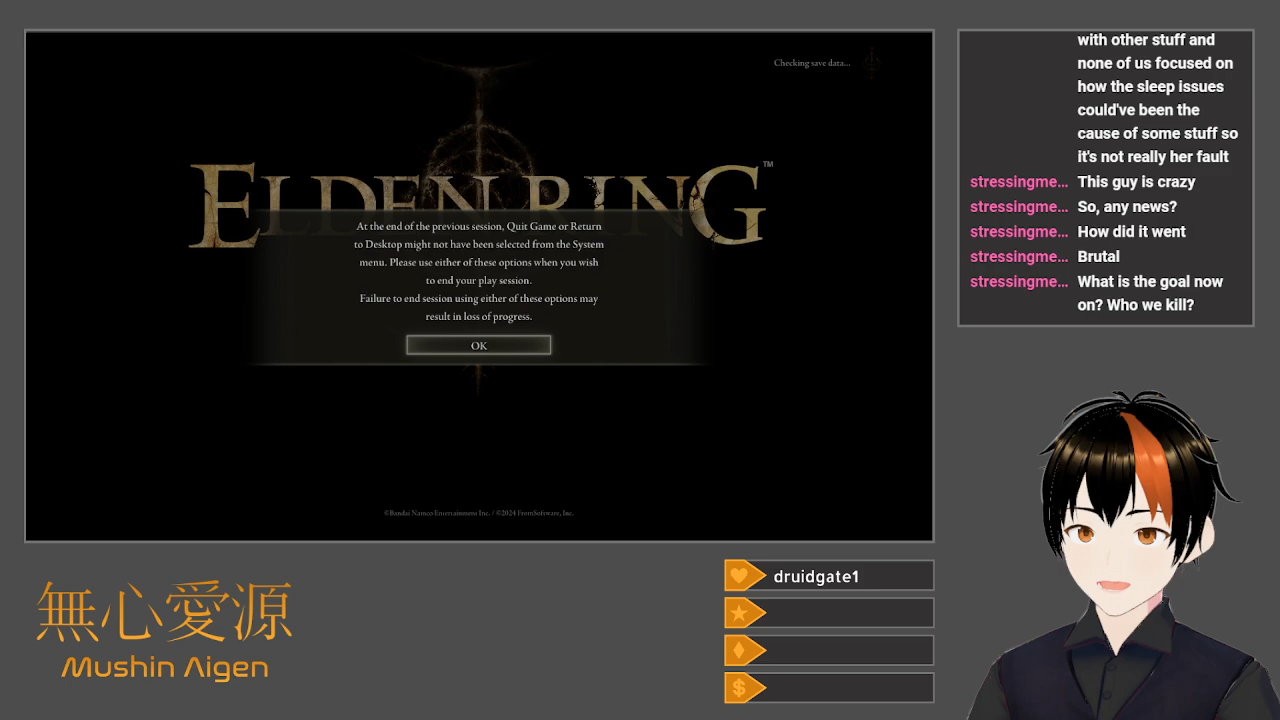 Checking save data...
ELDEN RING™
At the end of the previous session, Quit Game or Return
to Desktop might not have been selected from the System
menu. Please use either of these options when you wish
to end your play session.
Failure to end session using either of these options may
result in loss of progress.
OK
©Bandai Namco Entertainment Inc. / ©2024 FromSoftware, Inc.
with other stuff and
none of us focused on
how the sleep issues
could've been the
cause of some stuff so
it's not really her fault
stressingme... This guy is crazy
stressingme... So, any news?
stressingme... How did it went
stressingme... Brutal
stressingme... What is the goal now
on? Who we kill?
無心愛源
Mushin Aigen
druidgate1
$